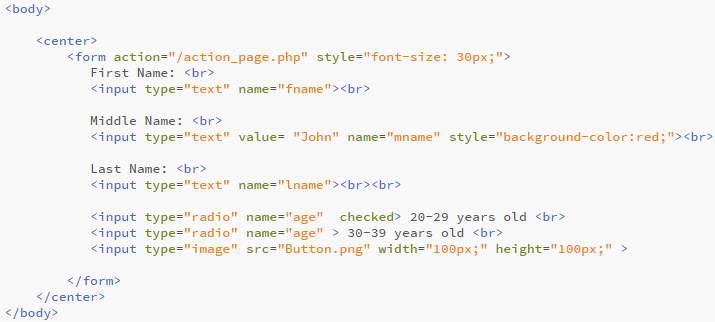 <body>
<center>
<form action="/action_page.php" style="font-size: 30px;">
First Name: <br>
<input type="text" name="fname"><br>
Middle Name: <br>
<input type="text" value= "John" name="mname" style="background-color:red;"><br>
Last Name: <br>
<input type="text" name="lname"><br><br>
<input type="radio" name="age"  checked> 20-29 years old <br>
<input type="radio" name="age" > 30-39 years old <br>
<input type="image" src="Button.png" width="100px;" height="100px;" >
</form>
</center>
</body>